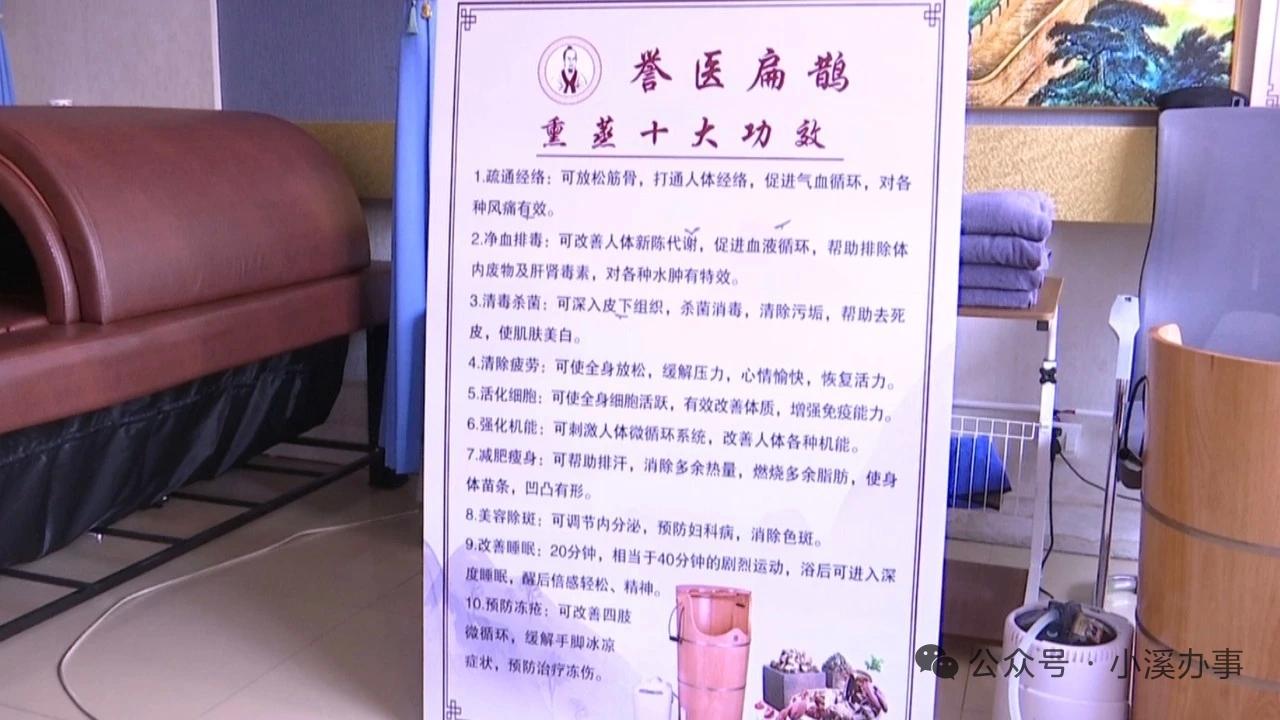 誉医扁鹊
熏蒸十大功效
1.疏通经络：可放松筋骨，打通人体经络，促进气血循环，对各
种风痛有效。
2.净血排毒：可改善人体新陈代谢，促进血液循环，帮助排除体
内废物及肝肾毒素，对各种水肿有特效。
3.清毒杀菌：可深入皮下组织，杀菌消毒，清除污垢，帮助去死
皮，使肌肤美白。
4.清除疲劳：可使全身放松，缓解压力，心情愉快，恢复活力。
5.活化细胞：可使全身细胞活跃，有效改善体质，增强免疫能力。
6.强化机能：可刺激人体微循环系统，改善人体各种机能。
7.减肥瘦身：可帮助排汗，消除多余热量，燃烧多余脂肪，使身
体苗条，凹凸有形。
8.美容除斑：可调节内分泌，预防妇科病，消除色斑。
9.改善睡眠：20分钟，相当于40分钟的剧烈运动，浴后可进入深
度睡眠，醒后倍感轻松、精神。
10.预防冻疮：可改善四肢
微循环，缓解手脚冰凉
症状，预防治疗冻伤。
公众号·小溪办事